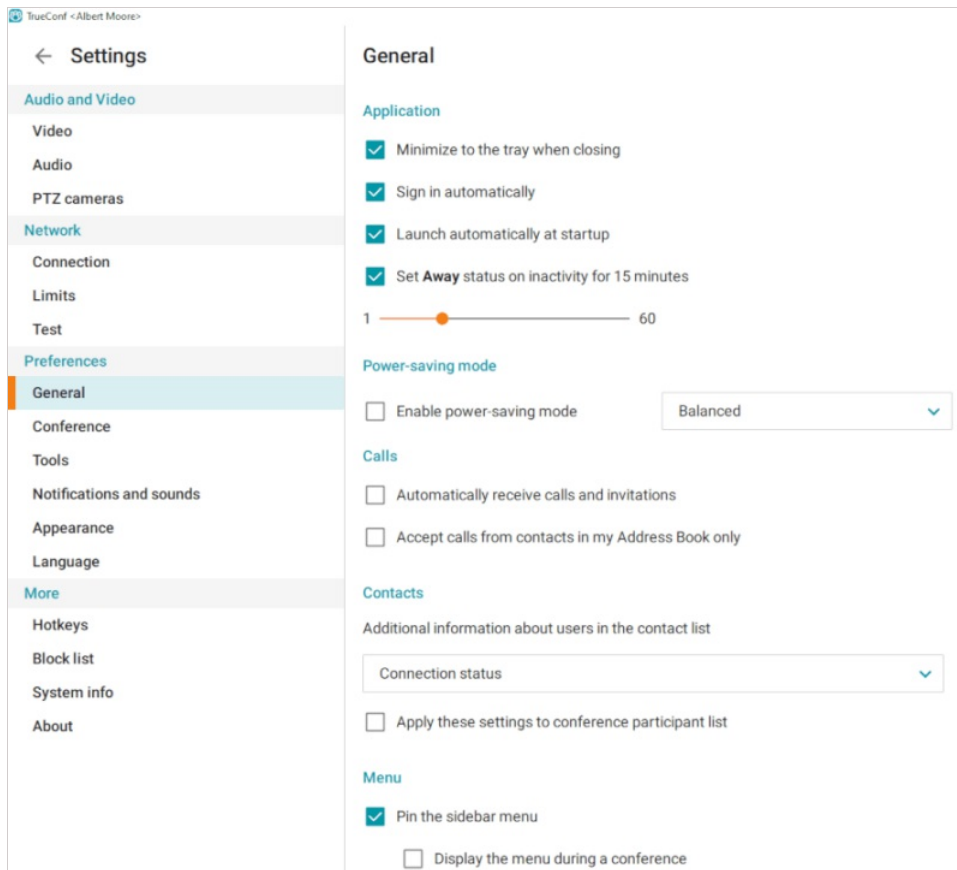 TrueConf <Albert Moore>
Settings
Audio and Video
Video
Audio
PTZ cameras
Network
Connection
Limits
Test
Preferences
General
Conference
Tools
Notifications and sounds
Appearance
Language
More
Hotkeys
Block list
System info
About
General
Application
Minimize to the tray when closing
Sign in automatically
Launch automatically at startup
Set Away status on inactivity for 15 minutes
1 60
Power-saving mode
Enable power-saving mode Balanced
Calls
Automatically receive calls and invitations
Accept calls from contacts in my Address Book only
Contacts
Additional information about users in the contact list
Connection status
Apply these settings to conference participant list
Menu
Pin the sidebar menu
Display the menu during a conference